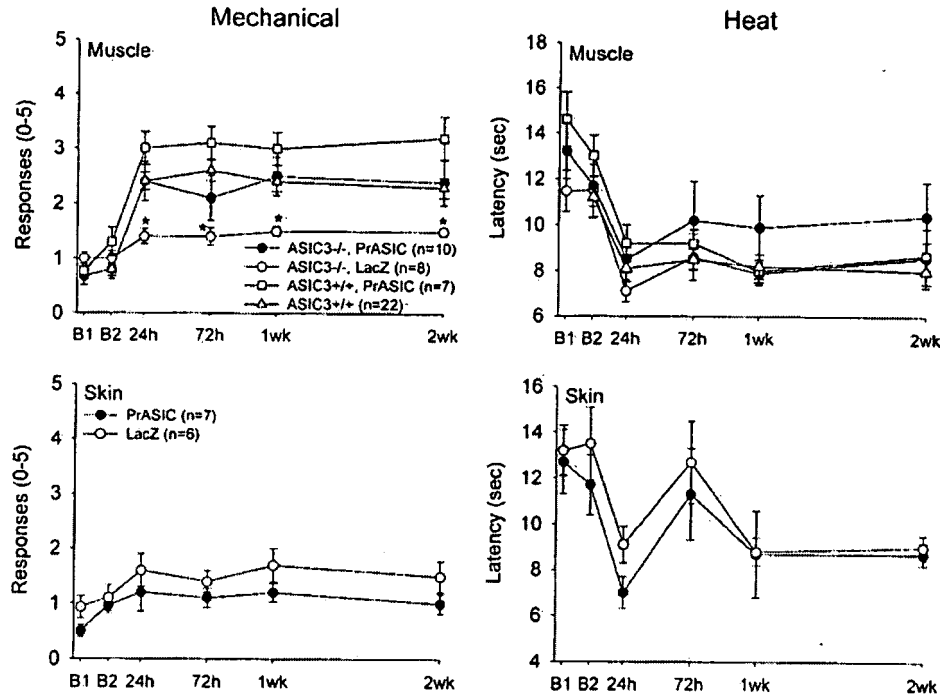 Mechanical
Heat
Muscle
Responses (0-5)
5
4
3
2
1
0
* * * *
ASIC3-/-, PrASIC (n=10)
ASIC3-/-, LacZ (n=8)
ASIC3+/+, PrASIC (n=7)
ASIC3+/+ (n=22)
B1 B2 24h 72h 1wk 2wk
Muscle
Latency (sec)
18
16
14
12
10
8
6
B1 B2 24h 72h 1wk 2wk
Skin
PrASIC (n=7)
LacZ (n=6)
Responses (0-5)
5
4
3
2
1
0
B1 B2 24h 72h 1wk 2wk
Skin
Latency (sec)
16
14
12
10
8
6
4
B1 B2 24h 72h 1wk 2wk